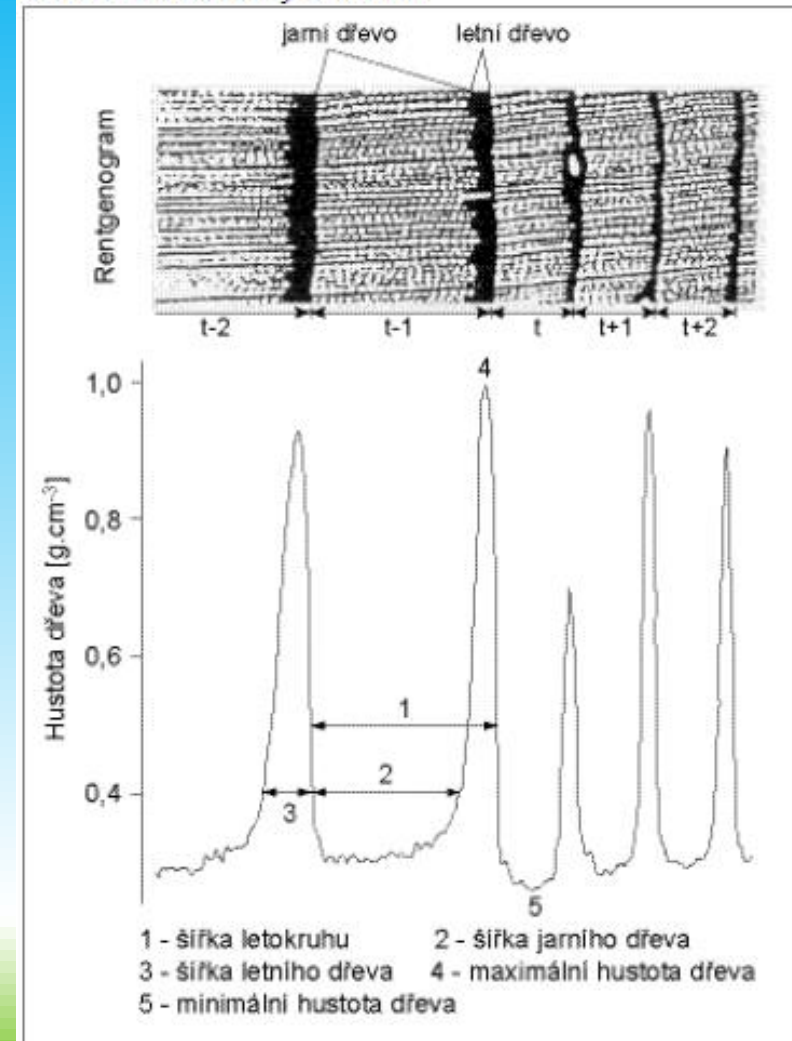 jarní dřevo letní dřevo
Rentgenogram
t-2 t-1 t t+1 t+2
4
1,0
0,8
Hustota dřeva [g.cm⁻³]
0,6
1
2
0,4
3
5
1 - šířka letokruhu 2 - šířka jarního dřeva
3 - šířka letního dřeva 4 - maximální hustota dřeva
5 - minimální hustota dřeva